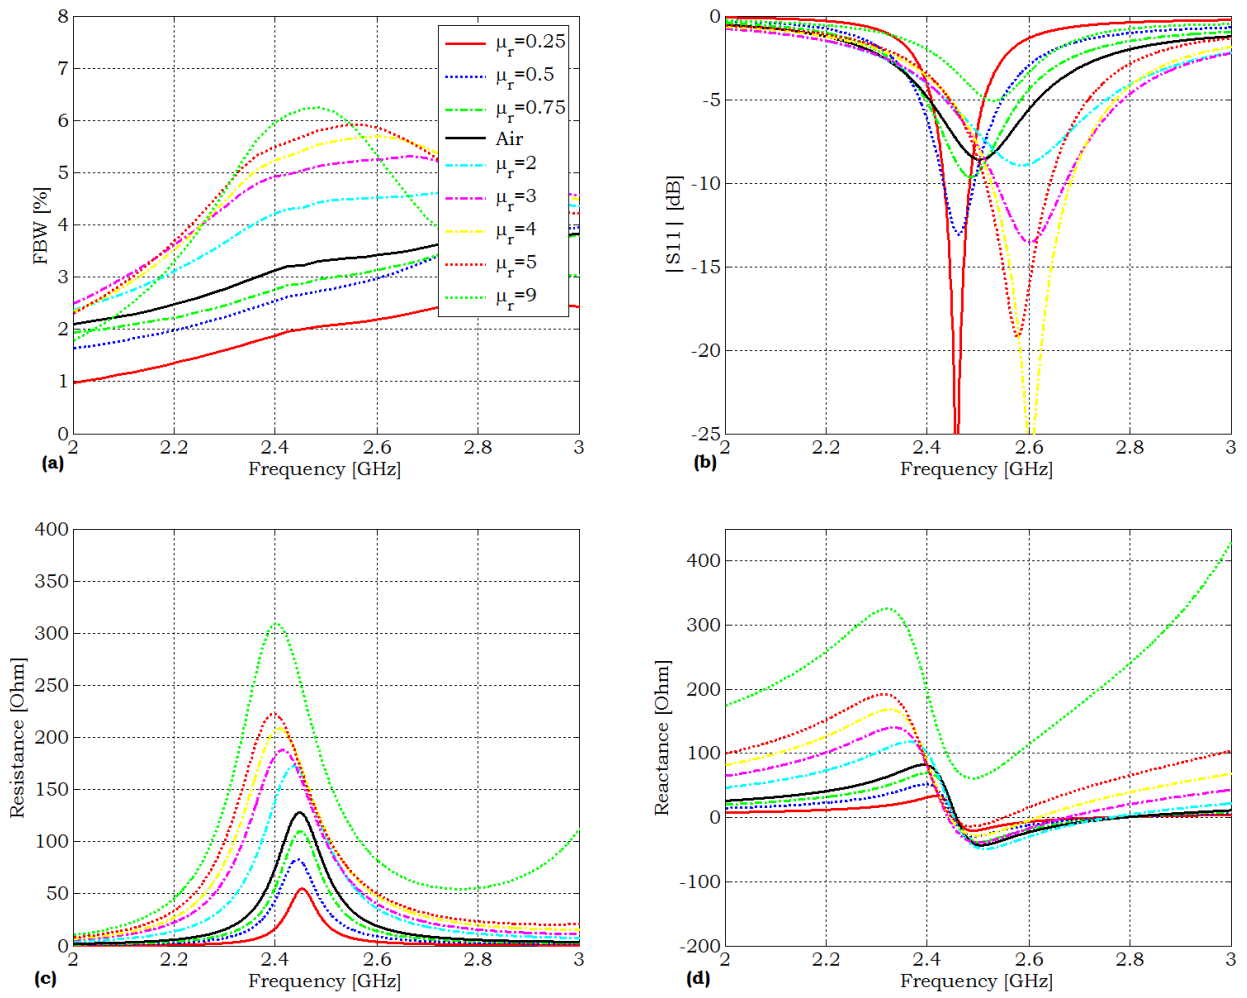 8
7
6
5
4
3
2
1
0
FBW [%]
2
2.2
2.4
2.6
2.8
3
Frequency [GHz]
(a)
μr=0.25
μr=0.5
μr=0.75
Air
μr=2
μr=3
μr=4
μr=5
μr=9
0
-5
-10
-15
-20
-25
|S11| [dB]
2
2.2
2.4
2.6
2.8
3
Frequency [GHz]
(b)
400
350
300
250
200
150
100
50
0
Resistance [Ohm]
2
2.2
2.4
2.6
2.8
3
Frequency [GHz]
(c)
400
300
200
100
0
-100
-200
Reactance [Ohm]
2
2.2
2.4
2.6
2.8
3
Frequency [GHz]
(d)